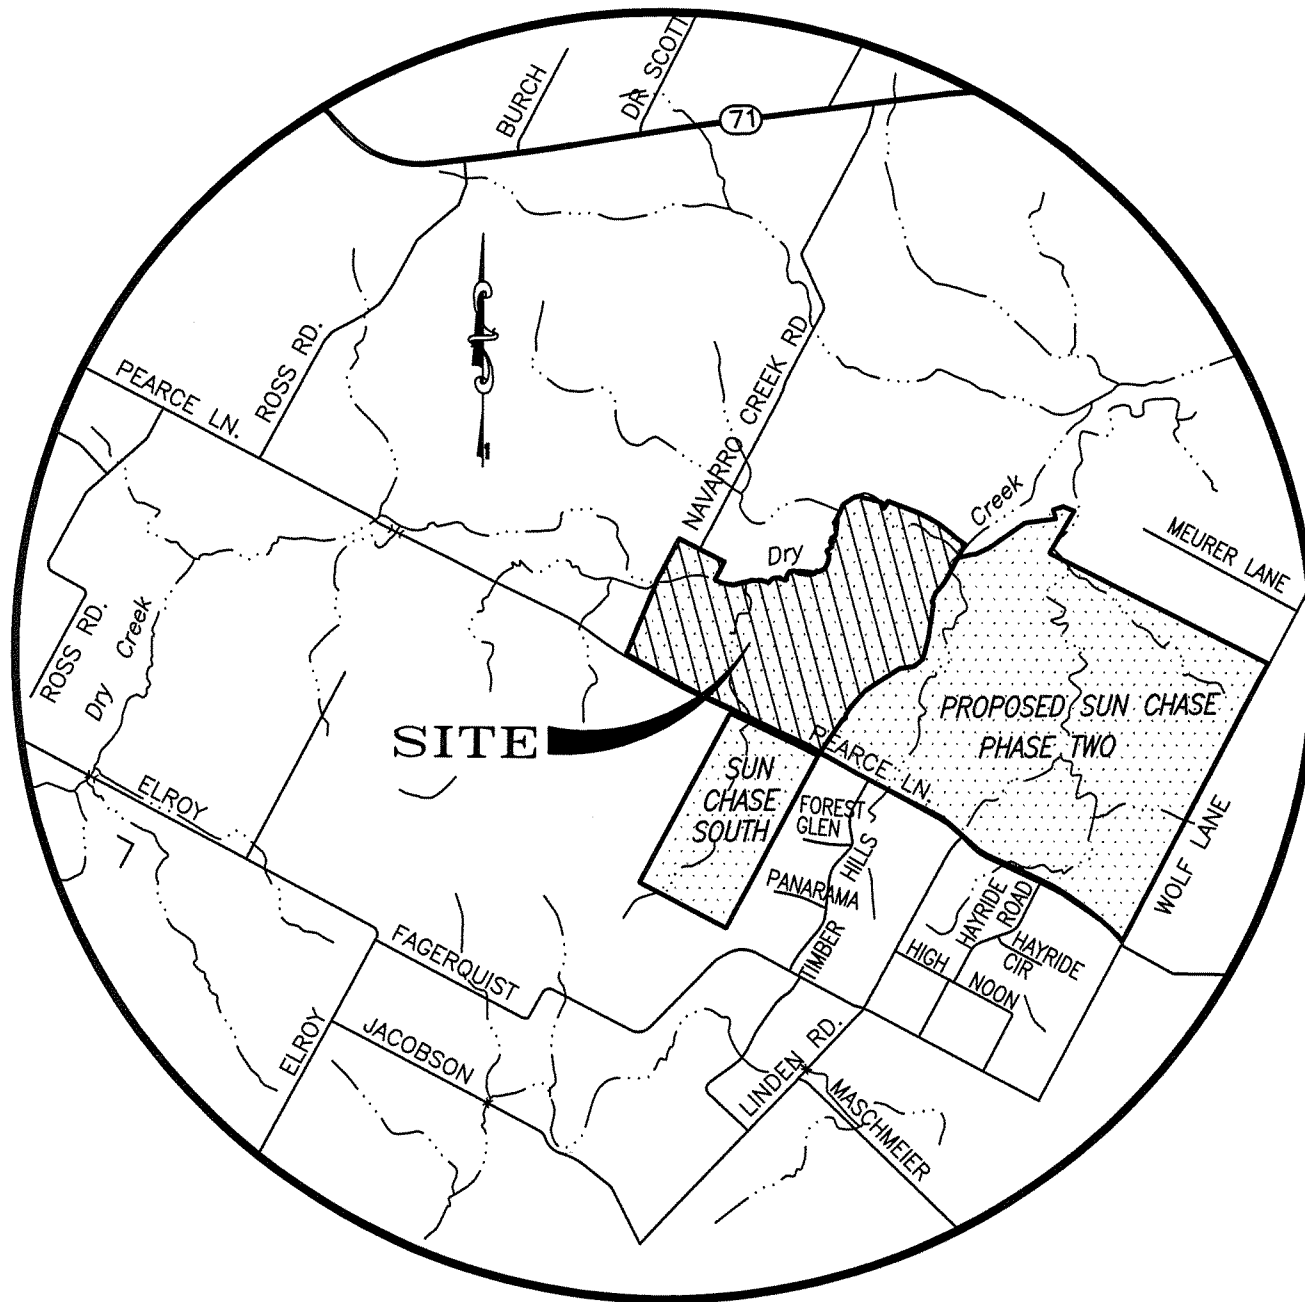 BURCH
DR SCOTT
71
PEARCE LN.
ROSS RD.
NAVARRO CREEK RD
Dry
Creek
MEURER LANE
ROSS RD.
Dry Creek
SITE
PROPOSED SUN CHASE
PHASE TWO
PEARCE LN.
SUN
CHASE
SOUTH
ELROY
FOREST
GLEN
TIMBER HILLS
PANARAMA
WOLF LANE
HAYRIDE
ROAD
HAYRIDE
CIR
HIGH NOON
FAGERQUIST
ELROY
JACOBSON
LINDEN RD.
MASCHMEIER